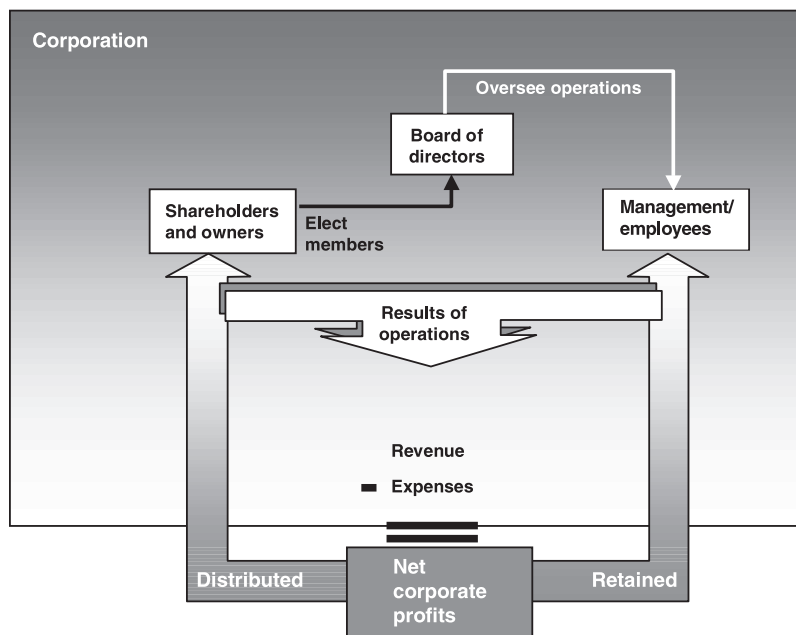 Corporation
Oversee operations
Board of
directors
Shareholders
and owners
Elect
members
Management/
employees
Results of
operations
Revenue
- Expenses
Distributed
Net
corporate
profits
Retained